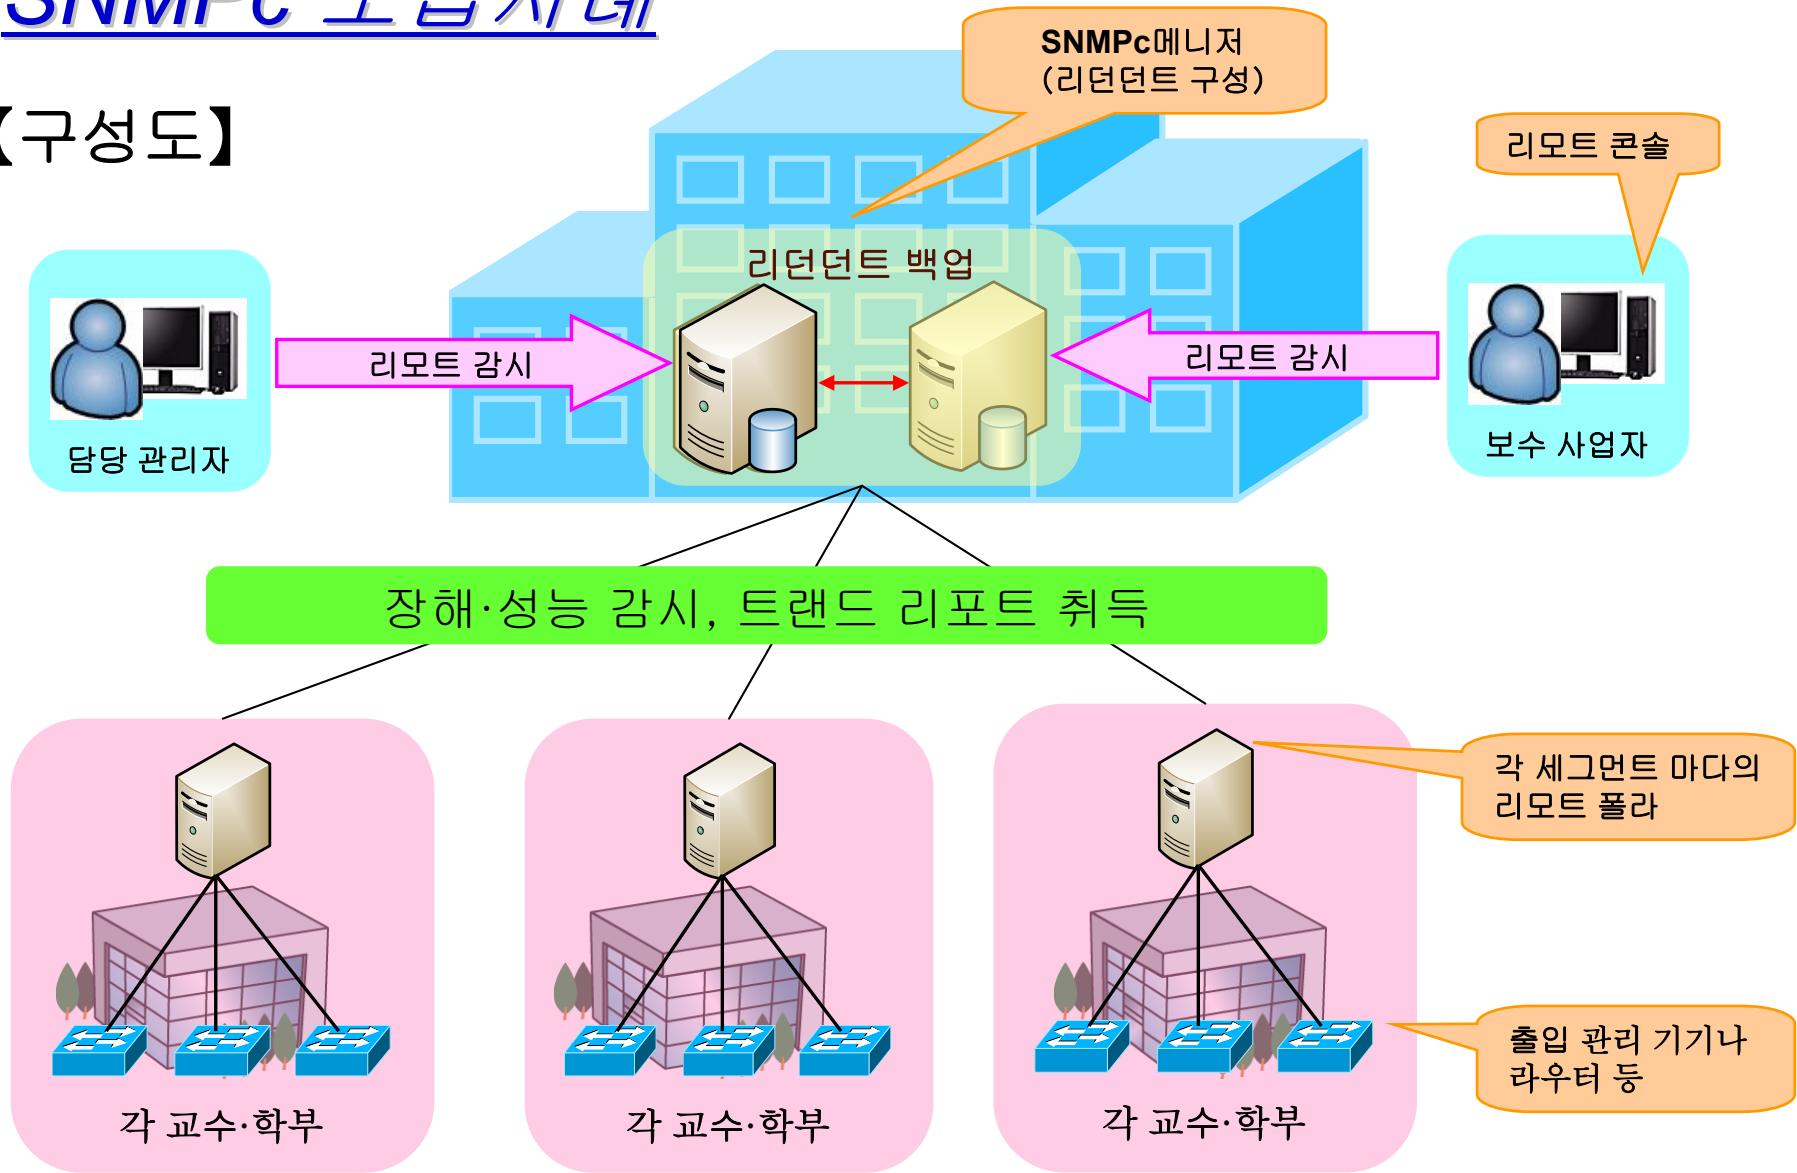 SNMPc 도입사례
【구성도】
SNMPc메니저
(리던던트 구성)
리모트 콘솔
리던던트 백업
리모트 감시
리모트 감시
담당 관리자
보수 사업자
장해·성능 감시, 트랜드 리포트 취득
각 세그먼트 마다의
리모트 폴라
출입 관리 기기나
라우터 등
각 교수·학부
각 교수·학부
각 교수·학부